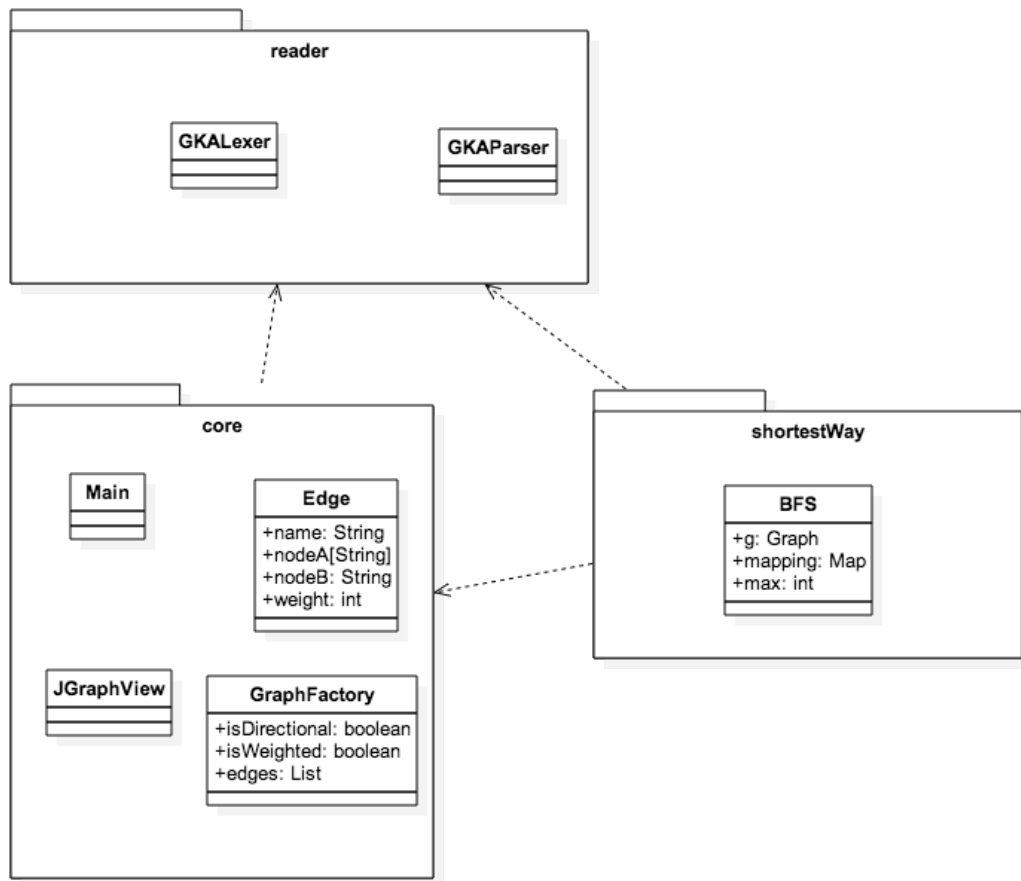 reader
GKALexer
GKAParser
core
Main
Edge
+name: String
+nodeA[String]
+nodeB: String
+weight: int
JGraphView
GraphFactory
+isDirectional: boolean
+isWeighted: boolean
+edges: List
shortestWay
BFS
+g: Graph
+mapping: Map
+max: int